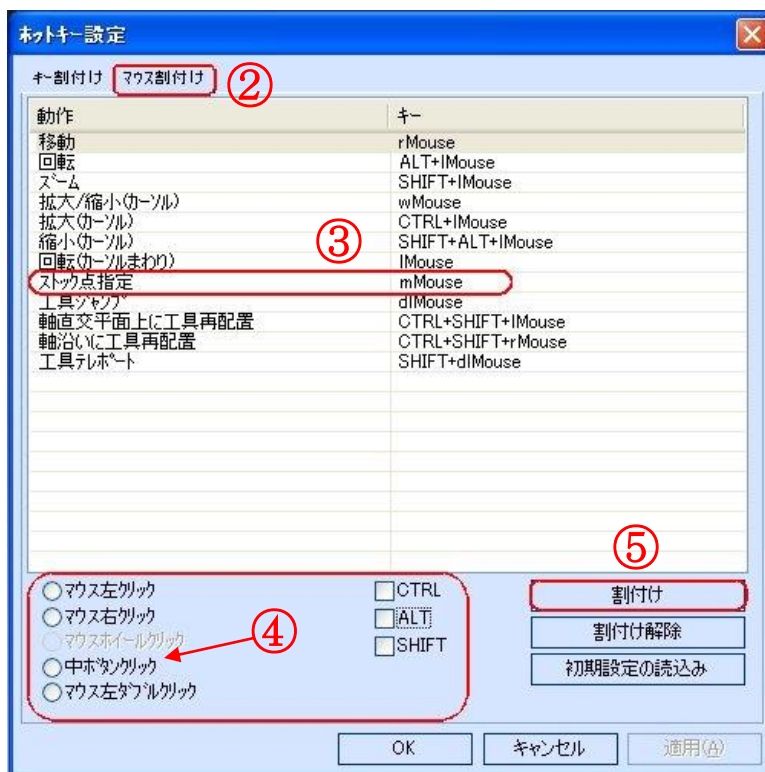 ホットキー設定
キー割付け マウス割付け ②
動作 キー
移動 rMouse
回転 ALT+lMouse
ズーム SHIFT+lMouse
拡大/縮小(カーソル) wMouse
拡大(カーソル) CTRL+lMouse
縮小(カーソル) SHIFT+ALT+lMouse
③
回転(カーソルまわり) lMouse
ストック点指定 mMouse
工具ジャンプ dlMouse
軸直交平面上に工具再配置 CTRL+SHIFT+lMouse
軸沿いに工具再配置 CTRL+SHIFT+rMouse
工具テレポート SHIFT+dlMouse
⑤
マウス左クリック CTRL 割付け
マウス右クリック ALT 割付け解除
マウスホイールクリック SHIFT
④
中ボタンクリック 初期設定の読込み
マウス左ダブルクリック
OK キャンセル 適用(A)